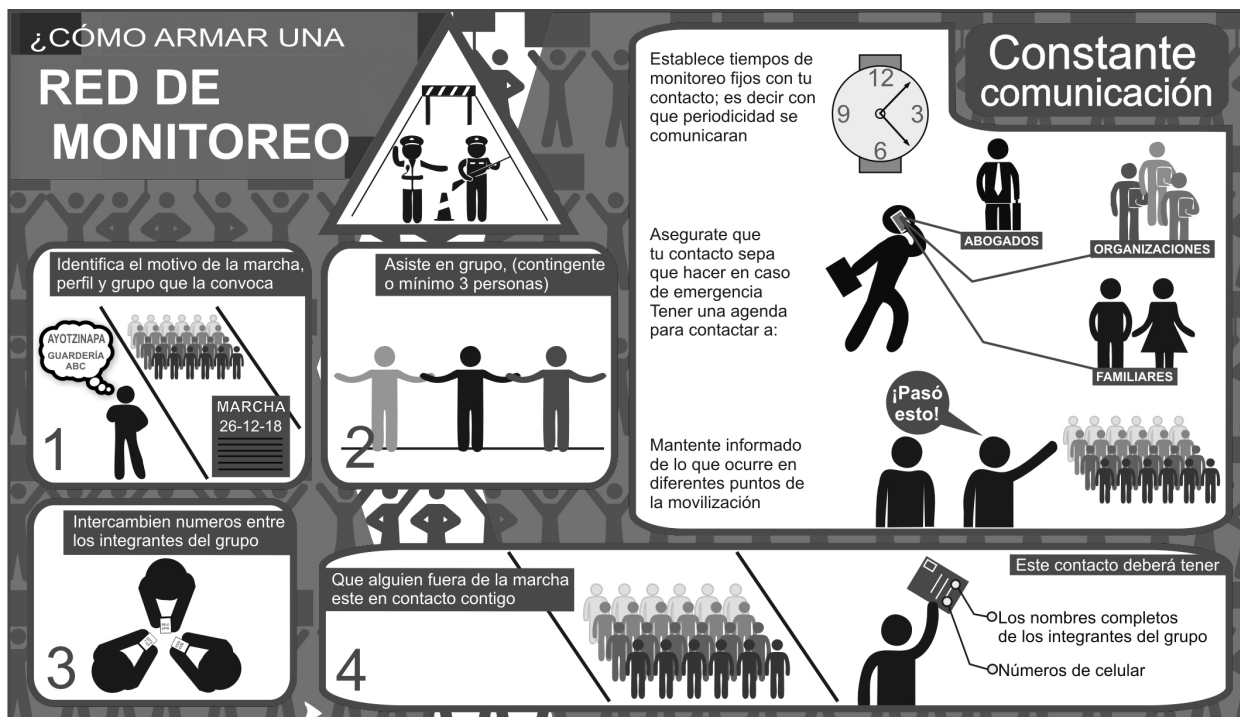 ¿CÓMO ARMAR UNA
RED DE
MONITOREO
Identifica el motivo de la marcha,
perfil y grupo que la convoca
AYOTZINAPA
GUARDERÍA
ABC
MARCHA
26-12-18
1
Asiste en grupo, (contingente
o mínimo 3 personas)
2
Intercambien numeros entre
los integrantes del grupo
3
Que alguien fuera de la marcha
este en contacto contigo
4
Este contacto deberá tener
Los nombres completos
de los integrantes del grupo
Números de celular
Constante
comunicación
Establece tiempos de
monitoreo fijos con tu
contacto; es decir con
que periodicidad se
comunicaran
12
9
3
6
Asegurate que
tu contacto sepa
que hacer en caso
de emergencia
Tener una agenda
para contactar a:
ABOGADOS
ORGANIZACIONES
FAMILIARES
Mantente informado
de lo que ocurre en
diferentes puntos de
la movilización
¡Pasó
esto!